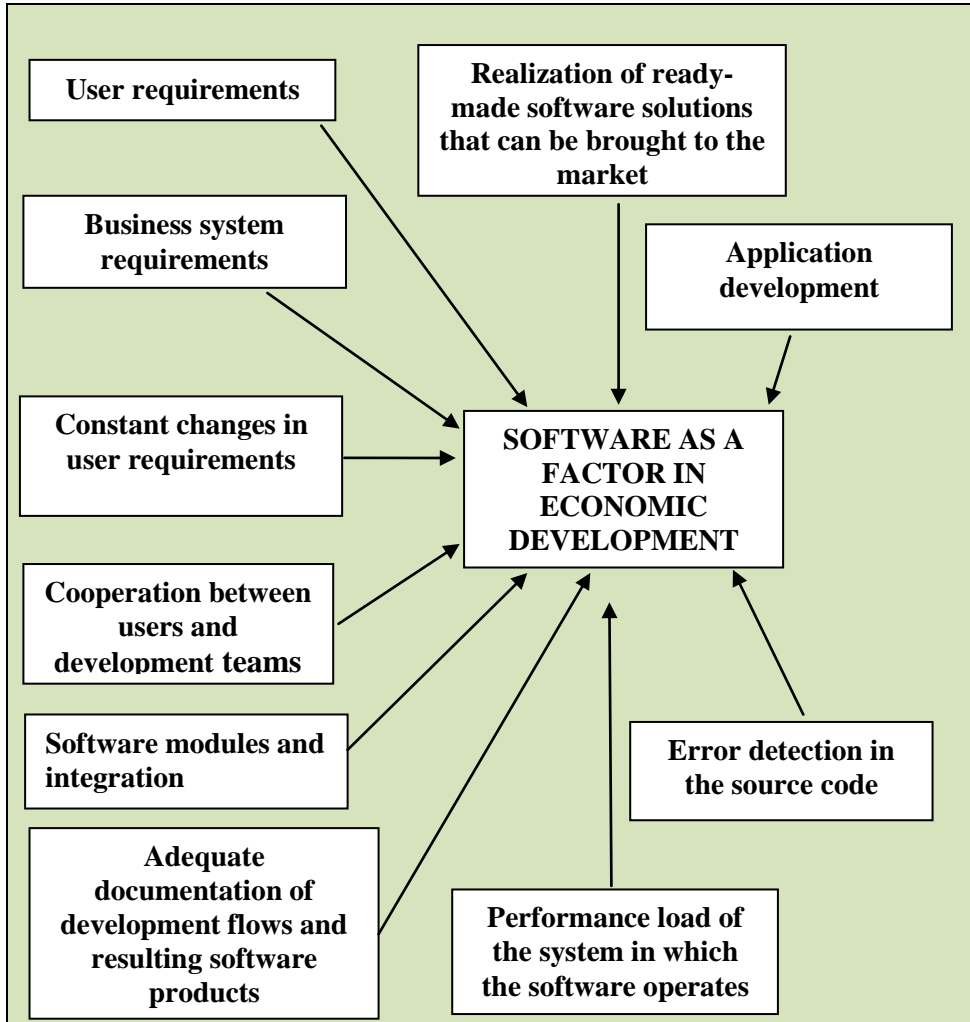 User requirements
Realization of ready-
made software solutions
that can be brought to the
market
Business system
requirements
Application
development
Constant changes in
user requirements
SOFTWARE AS A
FACTOR IN
ECONOMIC
DEVELOPMENT
Cooperation between
users and
development teams
Software modules and
integration
Error detection in
the source code
Adequate
documentation of
development flows and
resulting software
products
Performance load of
the system in which
the software operates